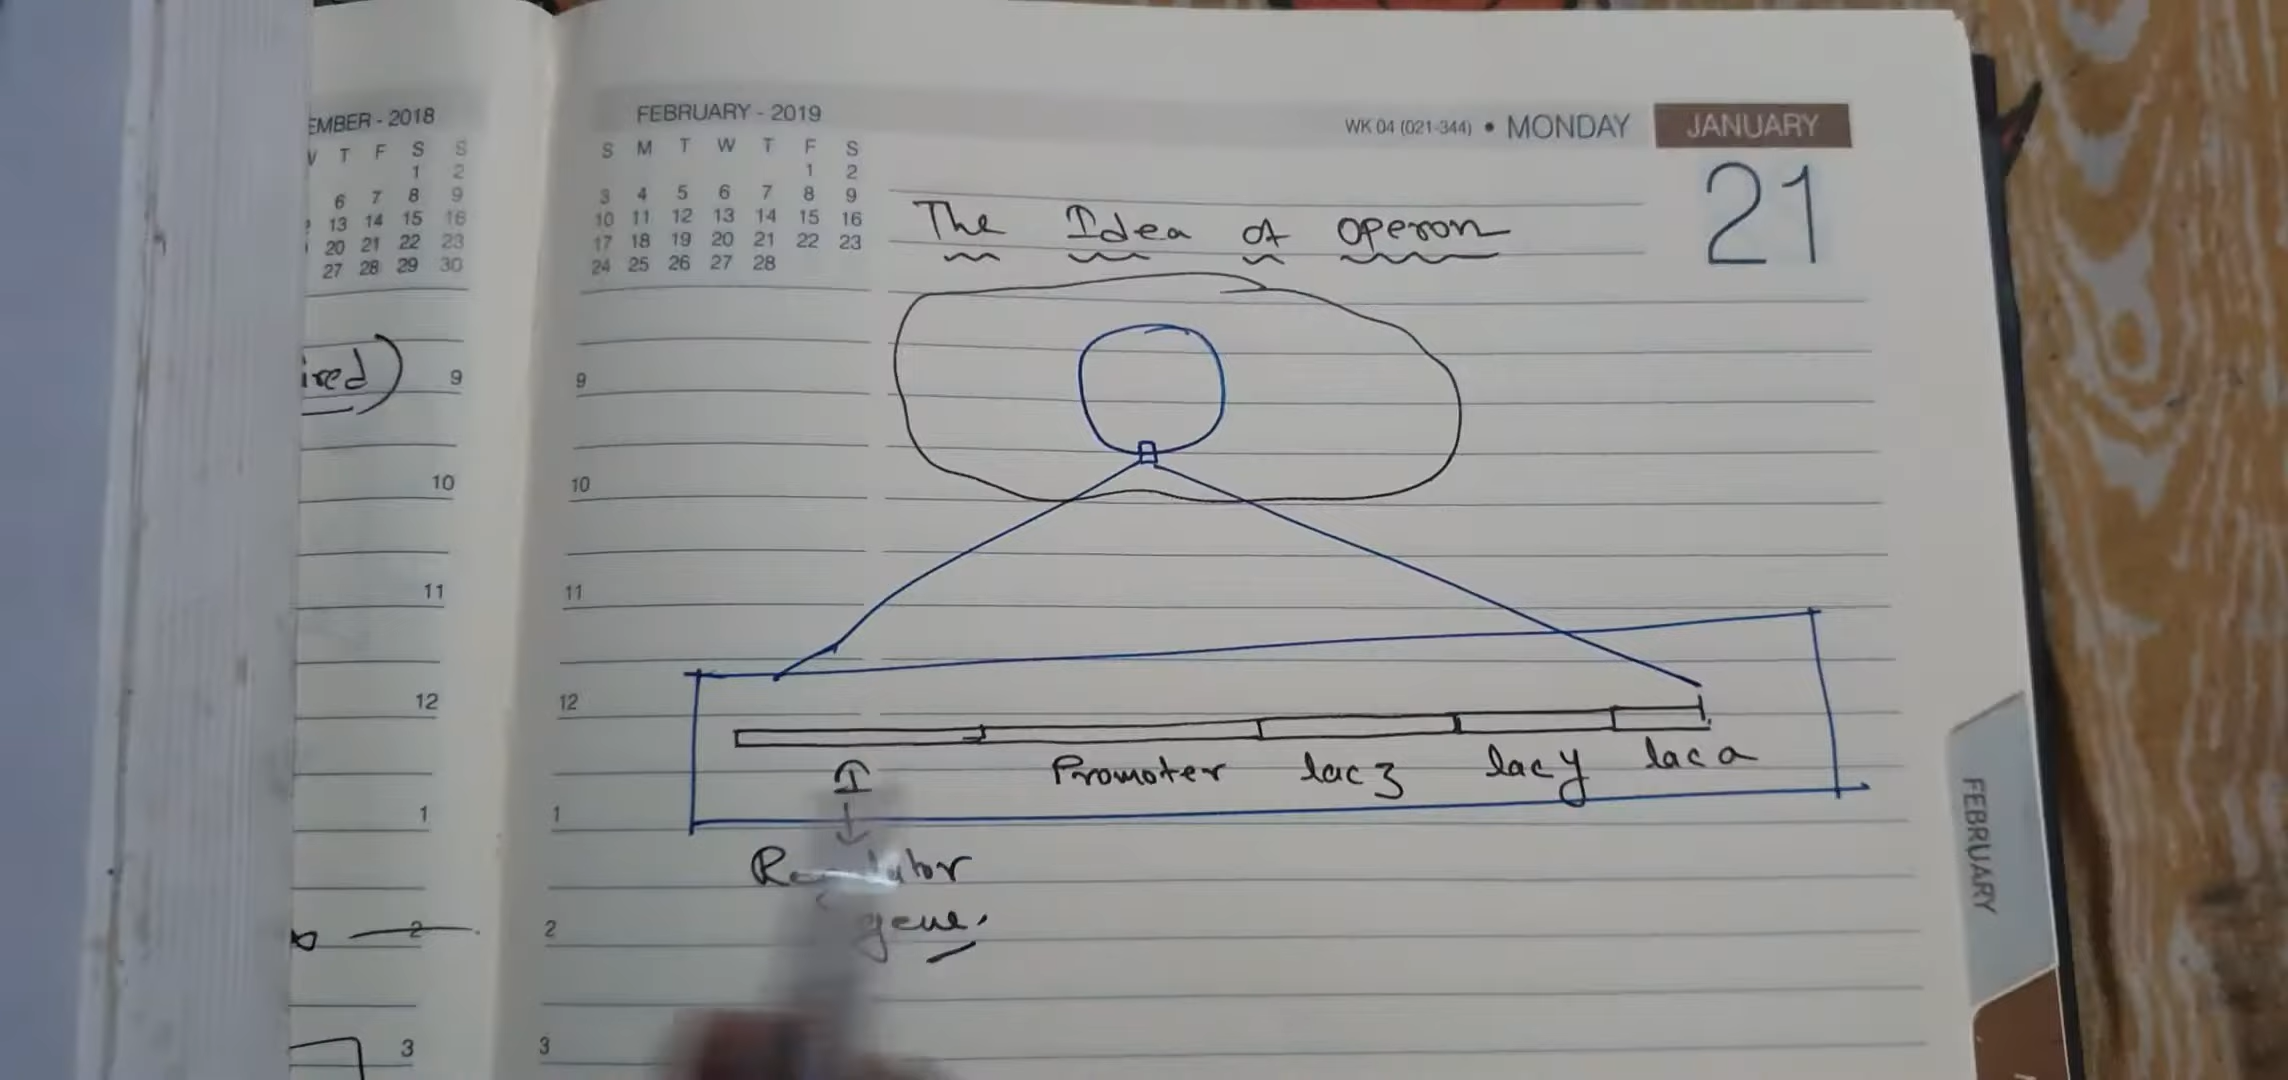 EMBER - 2018
T F S S
1 2
6 7 8 9
13 14 15 16
20 21 22 23
27 28 29 30
ired)
9
10
11
12
1
2
3
FEBRUARY - 2019
S M T W T F S
1 2
3 4 5 6 7 8 9
10 11 12 13 14 15 16
17 18 19 20 21 22 23
24 25 26 27 28
WK 04 (021-344) • MONDAY JANUARY
21
The Idea of operon
9
10
11
12
I Promoter lac z lac y lac a
1
Regulator
gene.
2
3
FEBRUARY